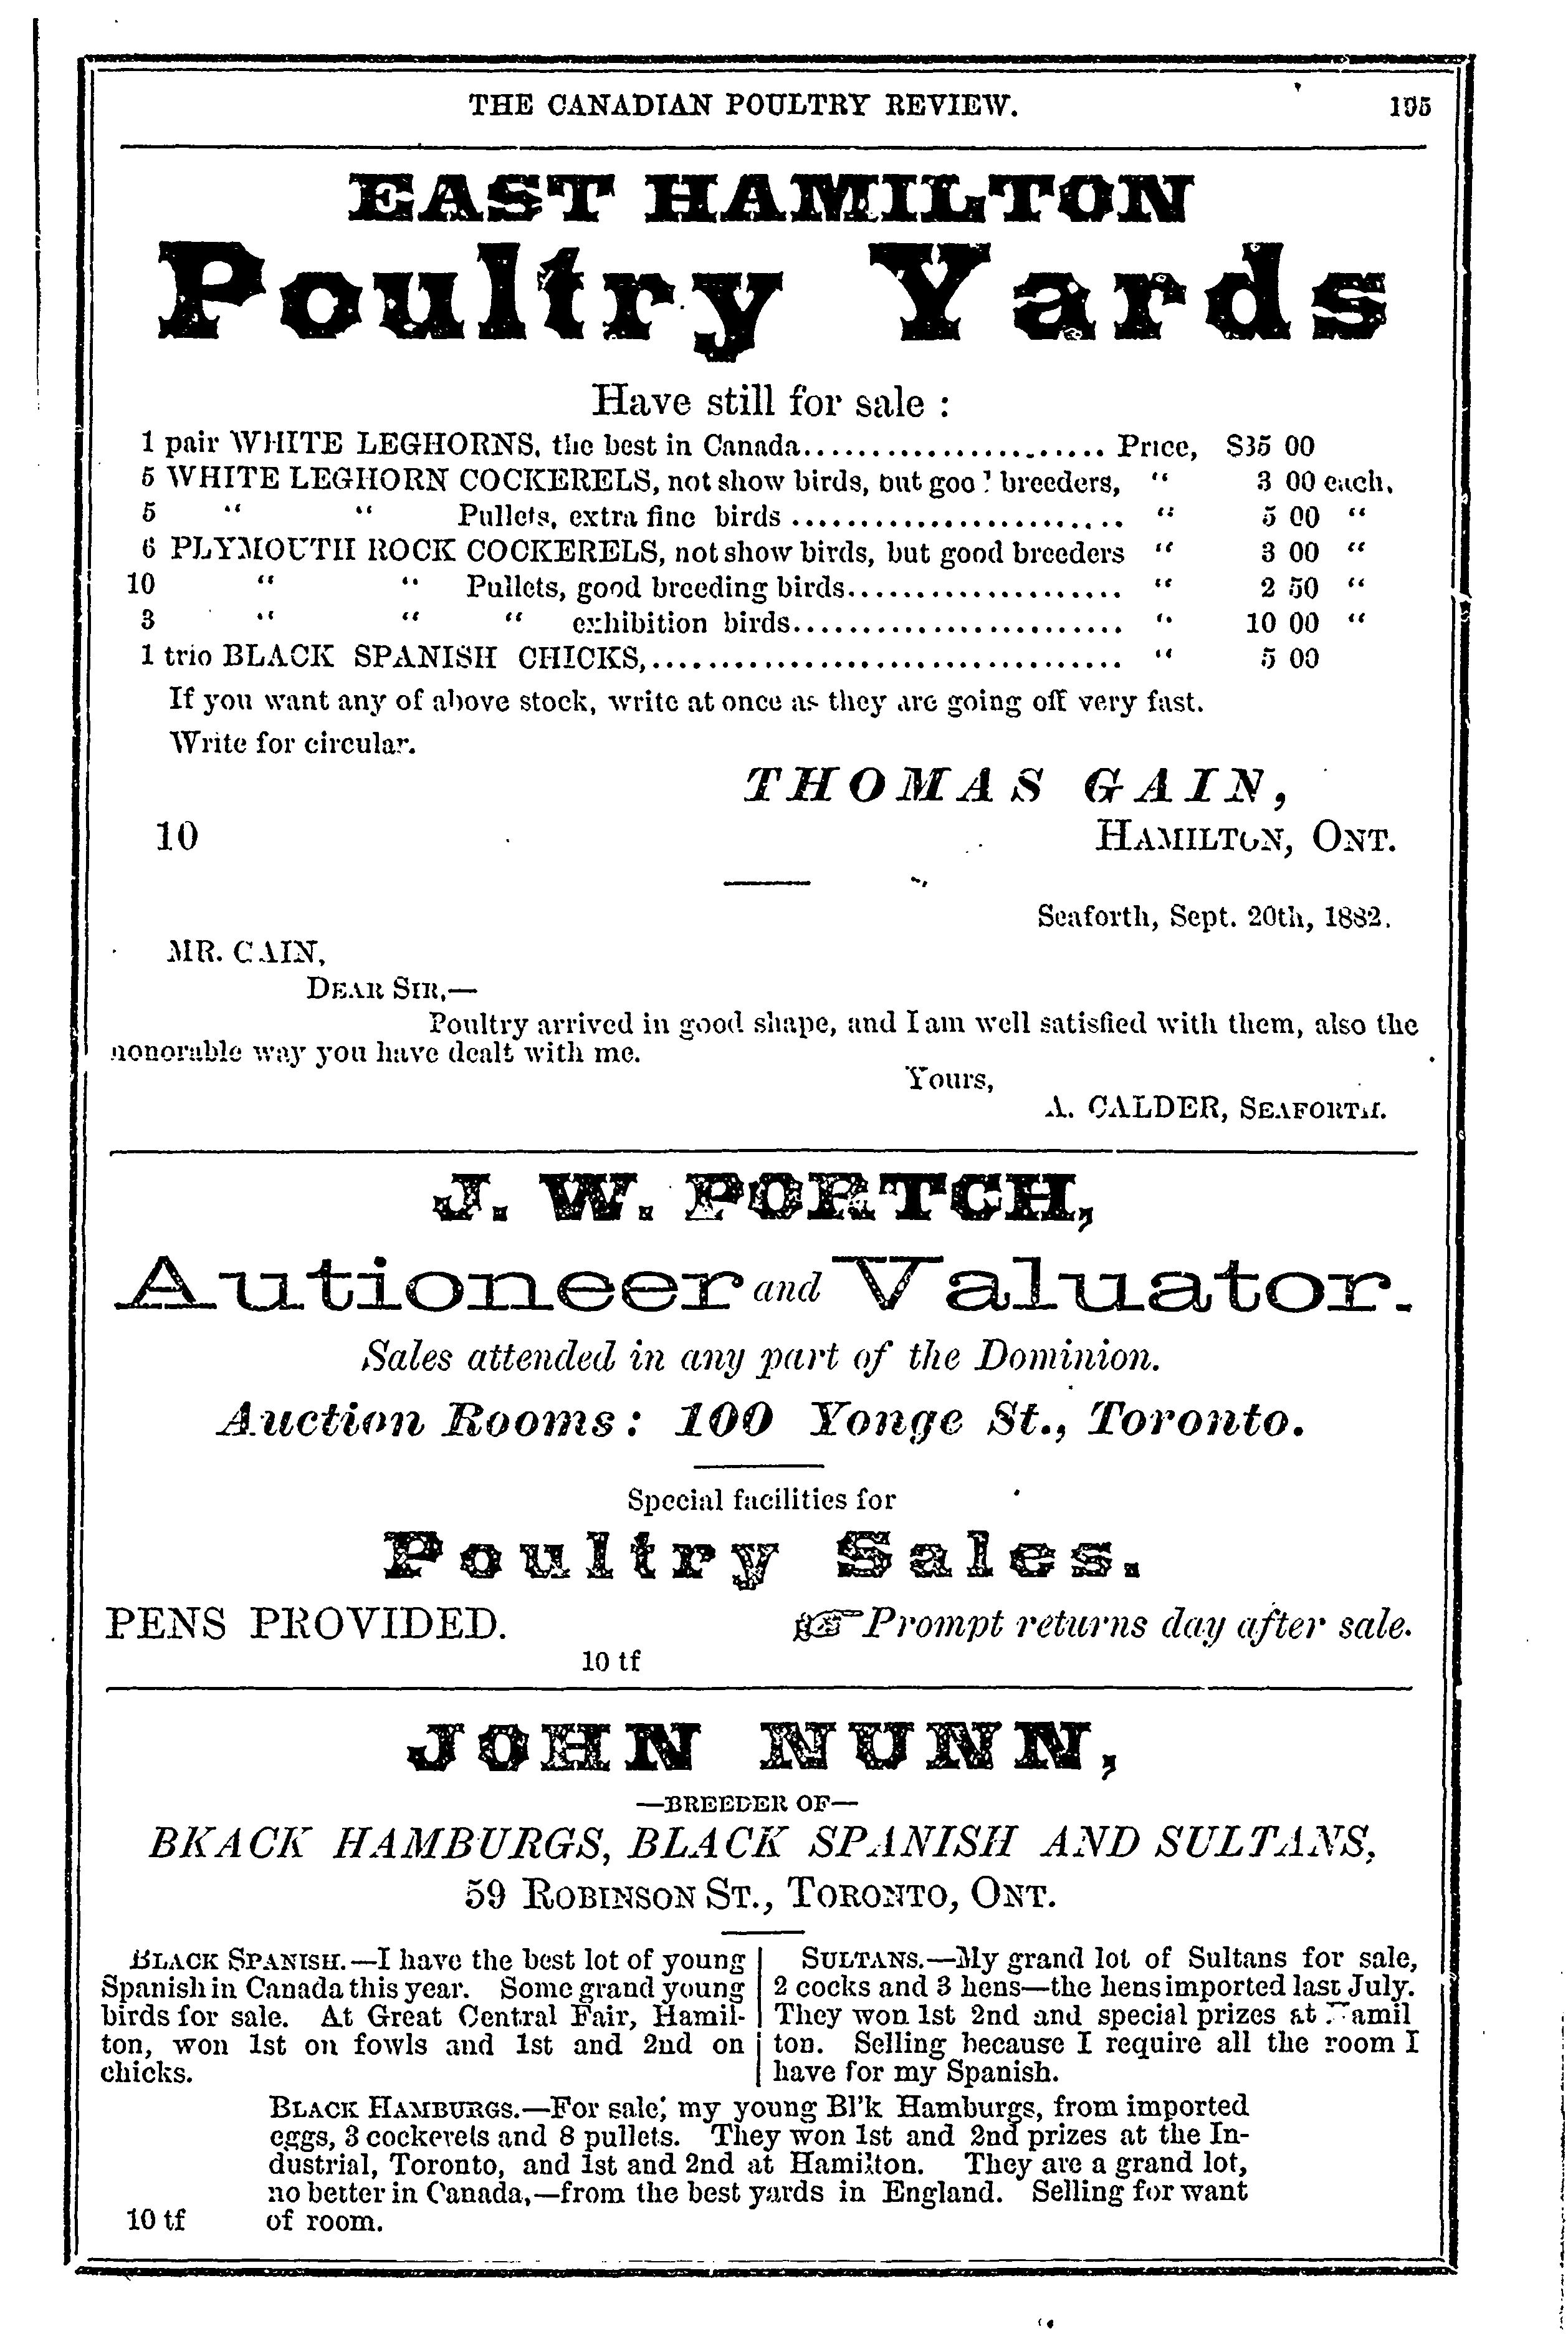 THE CANADIAN POULTRY REVIEW. 195
EAST HAMILTON
Poultry Yards
Have still for sale :
1 pair WHITE LEGHORNS, the best in Canada........................ Price, $35 00
5 WHITE LEGHORN COCKERELS, not show birds, but good breeders, “ 3 00 each.
5 “ “ Pullets, extra fine birds ........................ “ 5 00 “
6 PLYMOUTH ROCK COCKERELS, not show birds, but good breeders “ 3 00 “
10 “ “ Pullets, good breeding birds.................... “ 2 50 “
3 “ “ “ exhibition birds........................ “ 10 00 “
1 trio BLACK SPANISH CHICKS,.................................. “ 5 00
If you want any of above stock, write at once as they are going off very fast.
Write for circular.
THOMAS GAIN,
10 HAMILTON, ONT.
Seaforth, Sept. 20th, 1882.
MR. CAIN,
DEAR SIR,—
Poultry arrived in good shape, and I am well satisfied with them, also the
honorable way you have dealt with me.
Yours,
A. CALDER, SEAFORTH.
J. W. PORTCH,
Autioneer and Valuator.
Sales attended in any part of the Dominion.
Auction Rooms: 100 Yonge St., Toronto.
Special facilities for
Poultry Sales.
PENS PROVIDED. ☞Prompt returns day after sale.
10 tf
JOHN NUNN,
—BREEDER OF—
BKACK HAMBURGS, BLACK SPANISH AND SULTANS,
59 ROBINSON ST., TORONTO, ONT.
BLACK SPANISH.—I have the best lot of young
Spanish in Canada this year. Some grand young
birds for sale. At Great Central Fair, Hamil-
ton, won 1st on fowls and 1st and 2nd on
chicks.
SULTANS.—My grand lot of Sultans for sale,
2 cocks and 3 hens—the hens imported last July.
They won 1st 2nd and special prizes at Hamil
ton. Selling because I require all the room I
have for my Spanish.
BLACK HAMBURGS.—For sale, my young Bl'k Hamburgs, from imported
eggs, 3 cockerels and 8 pullets. They won 1st and 2nd prizes at the In-
dustrial, Toronto, and 1st and 2nd at Hamilton. They are a grand lot,
no better in Canada,—from the best yards in England. Selling for want
10 tf of room.